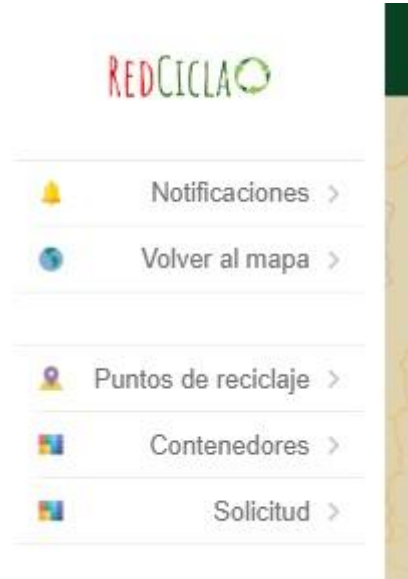 REDCICLA
Notificaciones
Volver al mapa
Puntos de reciclaje
Contenedores
Solicitud